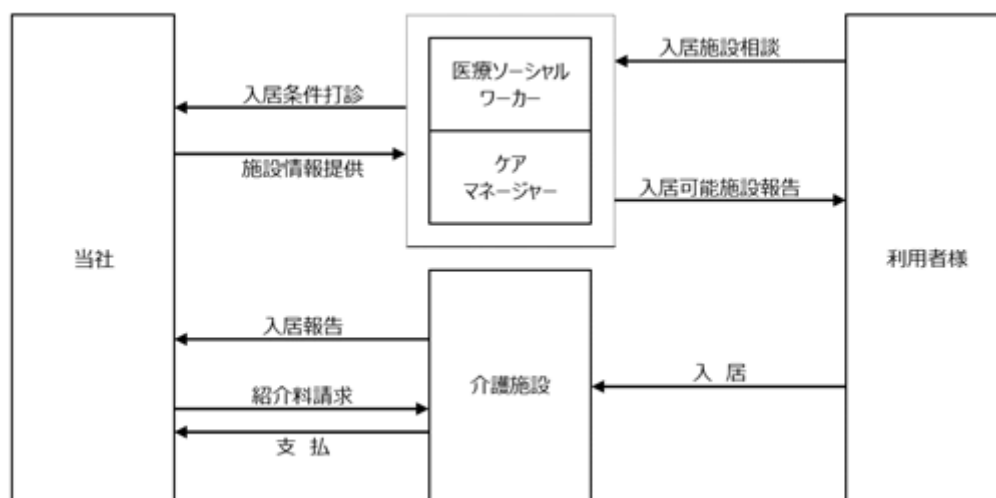 医療ソーシャル
ワーカー
入居施設相談
入居条件打診
施設情報提供
ケア
マネージャー
入居可能施設報告
当社
利用者様
入居報告
介護施設
入 居
紹介料請求
支 払